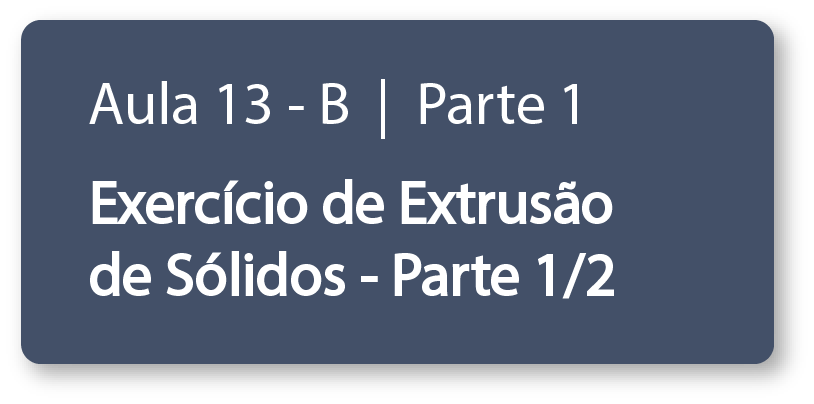 Aula 13 - B | Parte 1
Exercício de Extrusão
de Sólidos - Parte 1/2